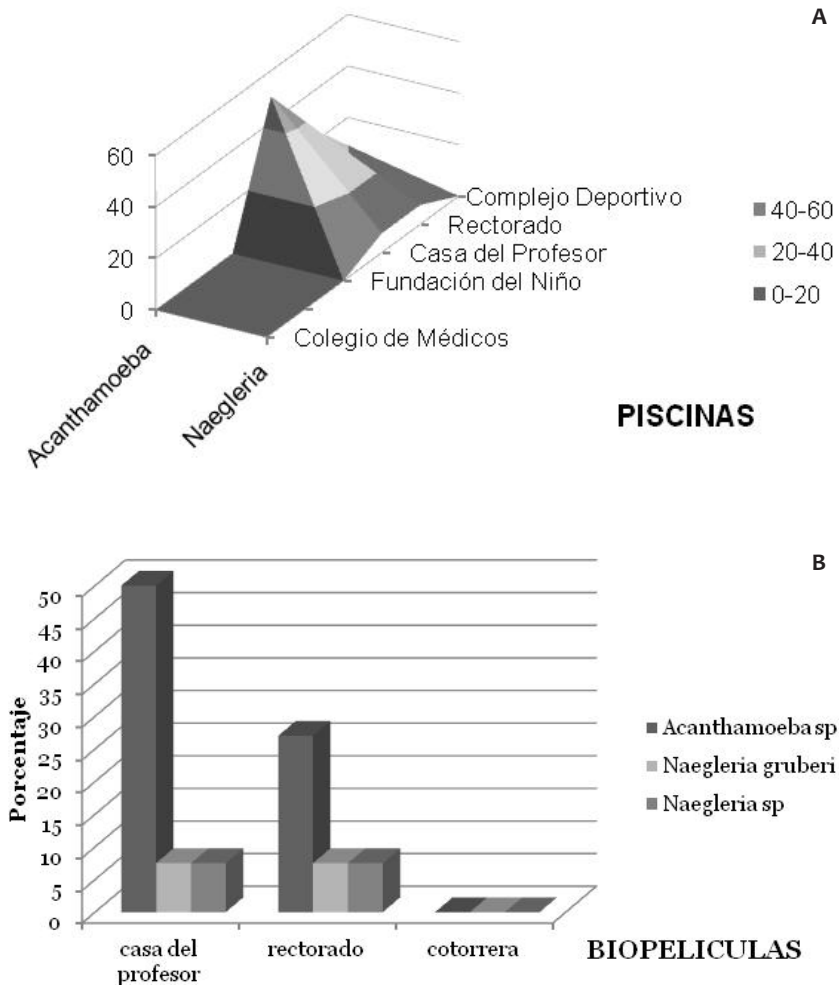 A
60
40
20
0
Complejo Deportivo
Rectorado
Casa del Profesor
Fundación del Niño
Colegio de Médicos
Acanthamoeba
Naegleria
40-60
20-40
0-20
PISCINAS
B
Porcentaje
50
45
40
35
30
25
20
15
10
5
0
casa del
profesor
rectorado
cotorrera
BIOPELICULAS
Acanthamoeba sp
Naegleria gruberi
Naegleria sp